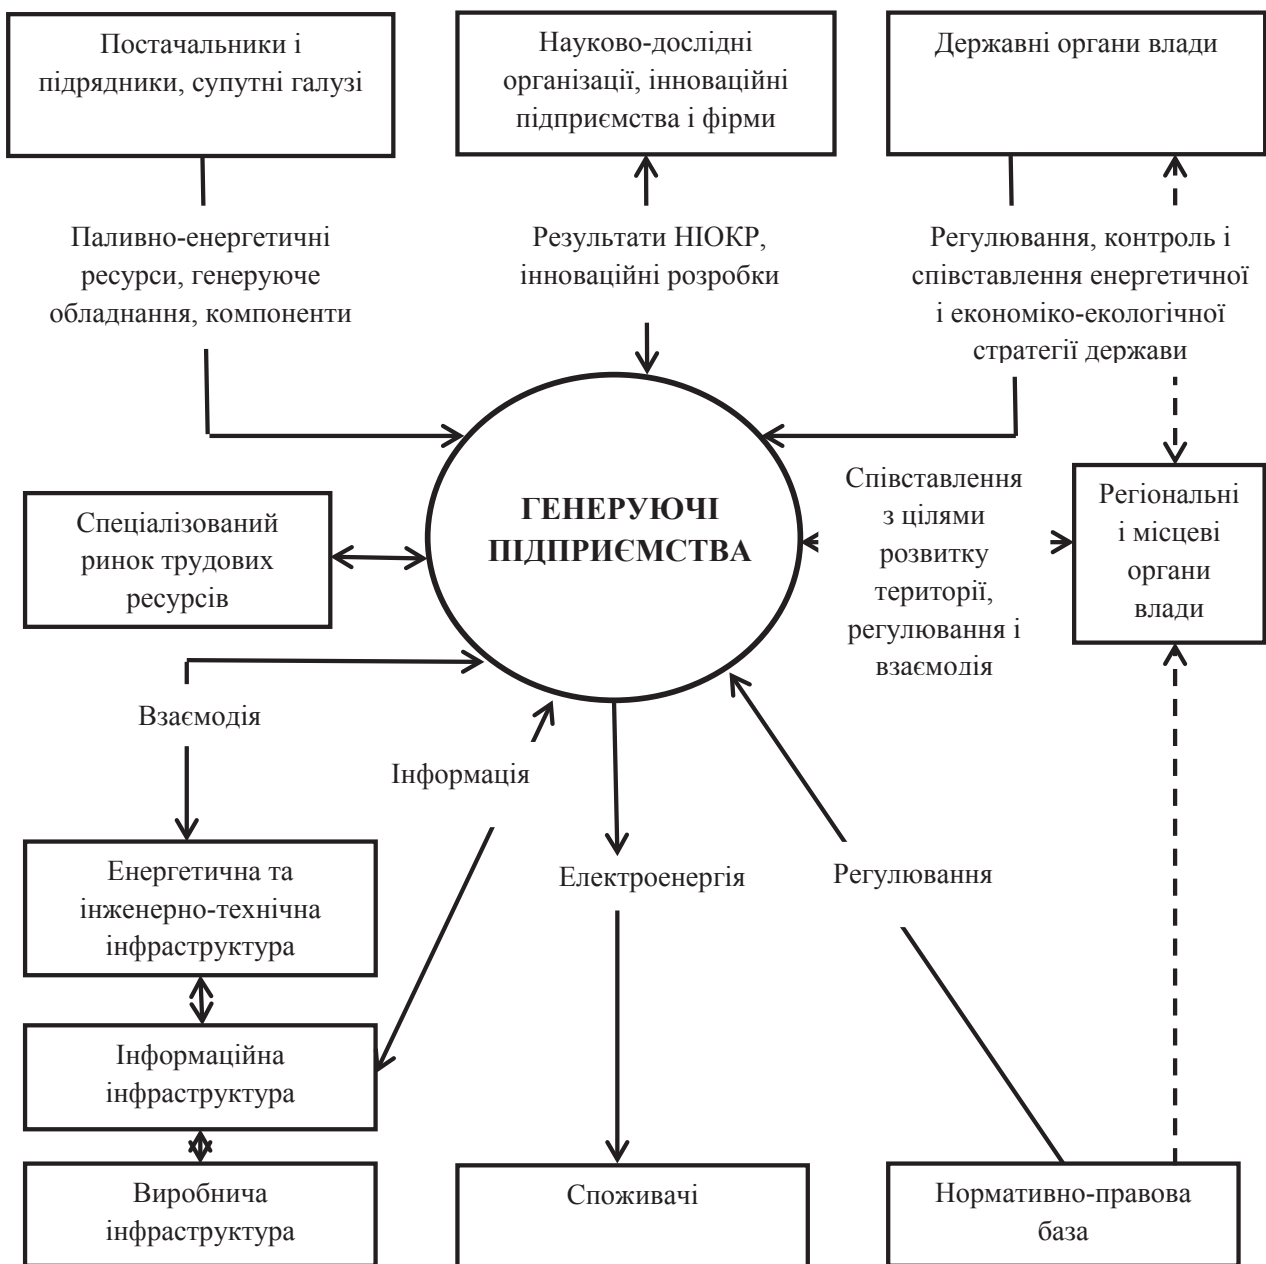 Постачальники і
підрядники, супутні галузі
Науково-дослідні
організації, інноваційні
підприємства і фірми
Державні органи влади
Паливно-енергетичні
ресурси, генеруюче
обладнання, компоненти
Результати НІОКР,
інноваційні розробки
Регулювання, контроль і
співставлення енергетичної
і економіко-екологічної
стратегії держави
Спеціалізований
ринок трудових
ресурсів
ГЕНЕРУЮЧІ
ПІДПРИЄМСТВА
Співставлення
з цілями
розвитку
території,
регулювання і
взаємодія
Регіональні
і місцеві
органи
влади
Взаємодія
Інформація
Електроенергія
Регулювання
Енергетична та
інженерно-технічна
інфраструктура
Інформаційна
інфраструктура
Виробнича
інфраструктура
Споживачі
Нормативно-правова
база